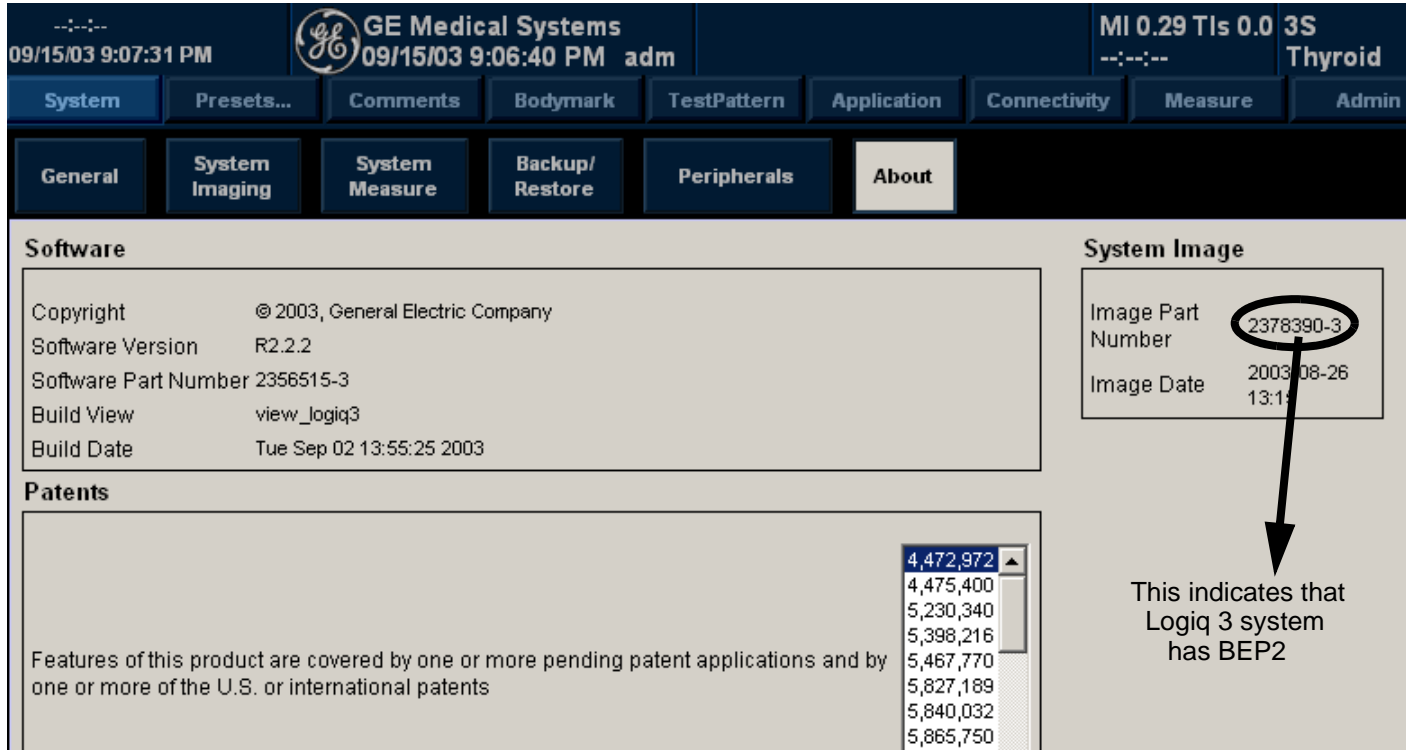 --:--:--
09/15/03 9:07:31 PM
GE Medical Systems
09/15/03 9:06:40 PM adm
MI 0.29 TIs 0.0 3S
--:--:-- Thyroid
System Presets... Comments Bodymark TestPattern Application Connectivity Measure Admin
General
System
Imaging
System
Measure
Backup/
Restore
Peripherals
About
Software
Copyright © 2003, General Electric Company
Software Version R2.2.2
Software Part Number 2356515-3
Build View view_logiq3
Build Date Tue Sep 02 13:55:25 2003
System Image
Image Part
Number
2378390-3
Image Date
2003-08-26
Patents
Features of this product are covered by one or more pending patent applications and by
one or more of the U.S. or international patents
4,472,972
4,475,400
5,230,340
5,398,216
5,467,770
5,827,189
5,840,032
5,865,750
This indicates that
Logiq 3 system
has BEP2